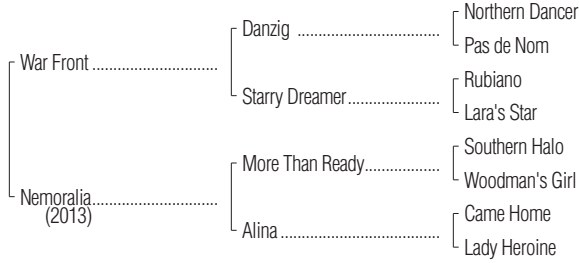 Northern Dancer
Danzig ..............................
Pas de Nom
War Front ...........................
Rubiano
Starry Dreamer....................
Lara's Star
Southern Halo
More Than Ready................
Woodman's Girl
Nemoralia...........................
(2013)
Came Home
Alina ..................................
Lady Heroine